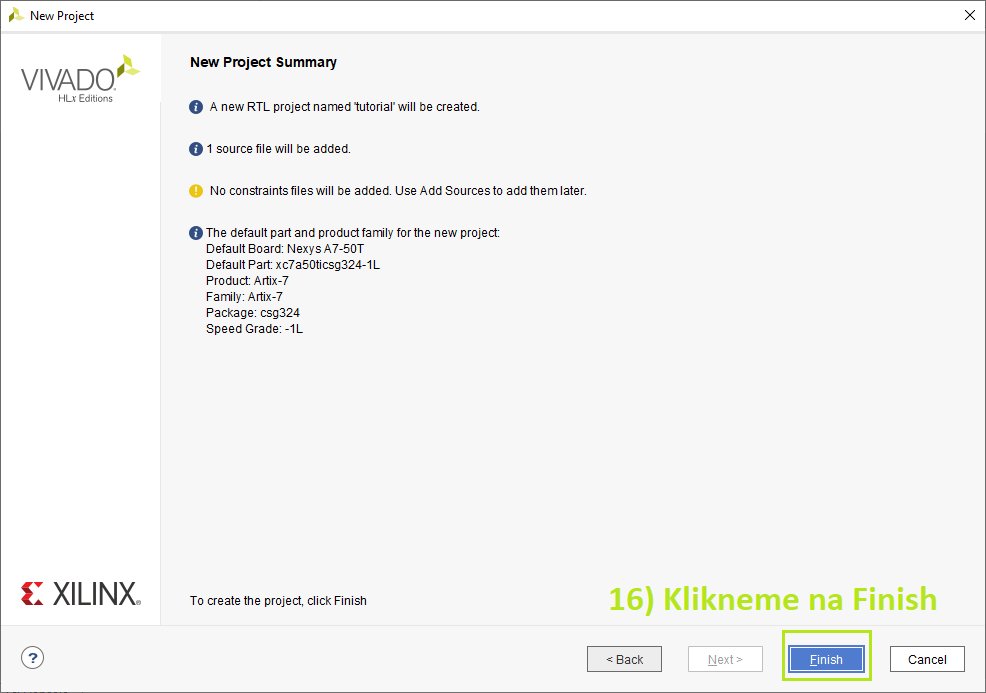 New Project
VIVADO
HLx Editions
New Project Summary
A new RTL project named 'tutorial' will be created.
1 source file will be added.
No constraints files will be added. Use Add Sources to add them later.
The default part and product family for the new project:
Default Board: Nexys A7-50T
Default Part: xc7a50ticsg324-1L
Product: Artix-7
Family: Artix-7
Package: csg324
Speed Grade: -1L
XILINX®
To create the project, click Finish
16) Klikneme na Finish
?
< Back
Next >
Finish
Cancel